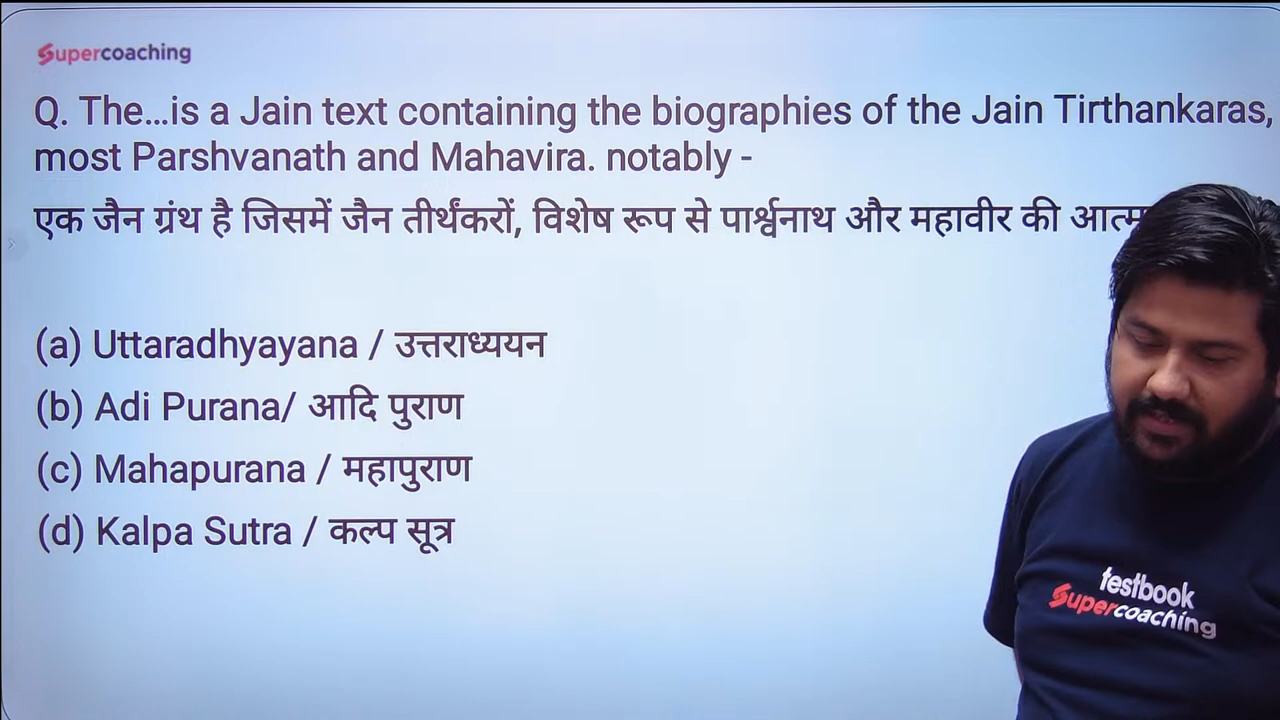 Supercoaching
Q. The...is a Jain text containing the biographies of the Jain Tirthankaras,
most Parshvanath and Mahavira. notably -
एक जैन ग्रंथ है जिसमें जैन तीर्थंकरों, विशेष रूप से पार्श्वनाथ और महावीर की
(a) Uttaradhyayana / उत्तराध्ययन
(b) Adi Purana/ आदि पुराण
(c) Mahapurana / महापुराण
(d) Kalpa Sutra / कल्प सूत्र
testbook
Supercoaching